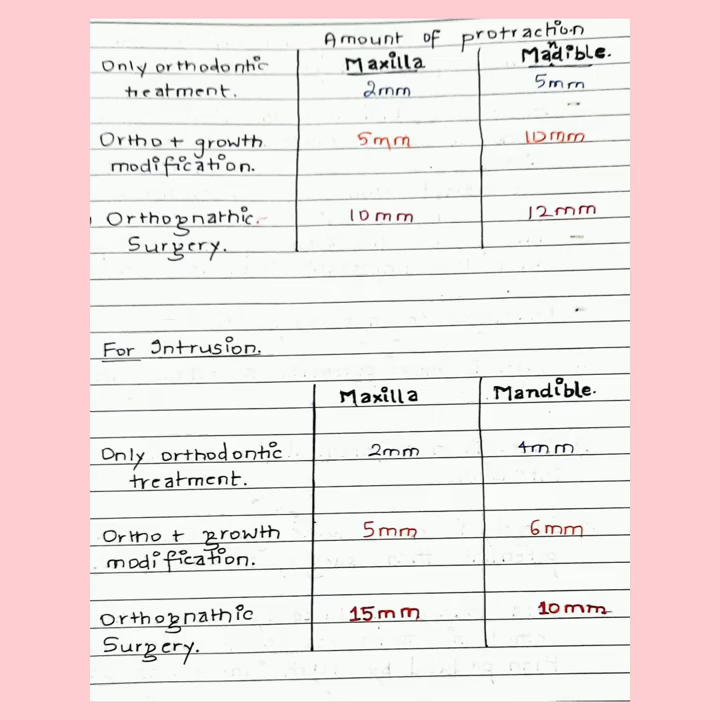 Amount of protraction
Maxilla
Mandible.
Only orthodontic
treatment.
2mm
5mm
Ortho + growth
modification.
5mm
10mm
Orthognathic.
Surgery.
10mm
12mm
For Intrusion.
Maxilla
Mandible.
Only orthodontic
treatment.
2mm
4mm
Ortho + growth
modification.
5mm
6mm
Orthognathic
Surgery.
15mm
10mm